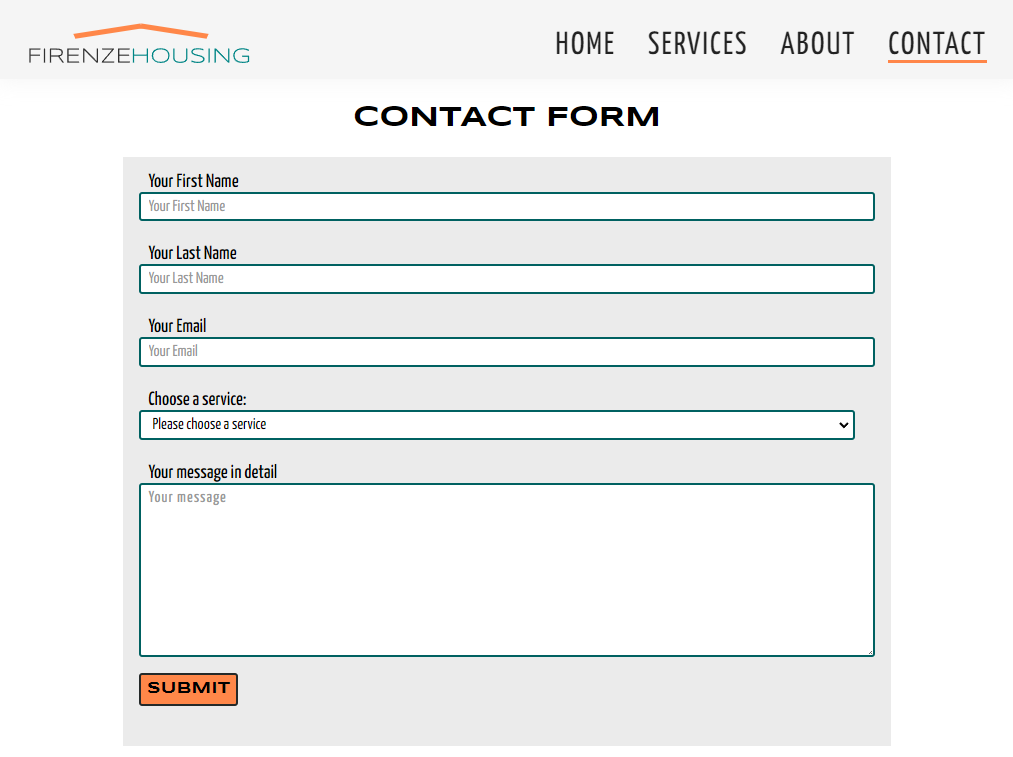 FIRENZEHOUSING
HOME SERVICES ABOUT CONTACT
CONTACT FORM
Your First Name
Your First Name
Your Last Name
Your Last Name
Your Email
Your Email
Choose a service:
Please choose a service
Your message in detail
Your message
SUBMIT